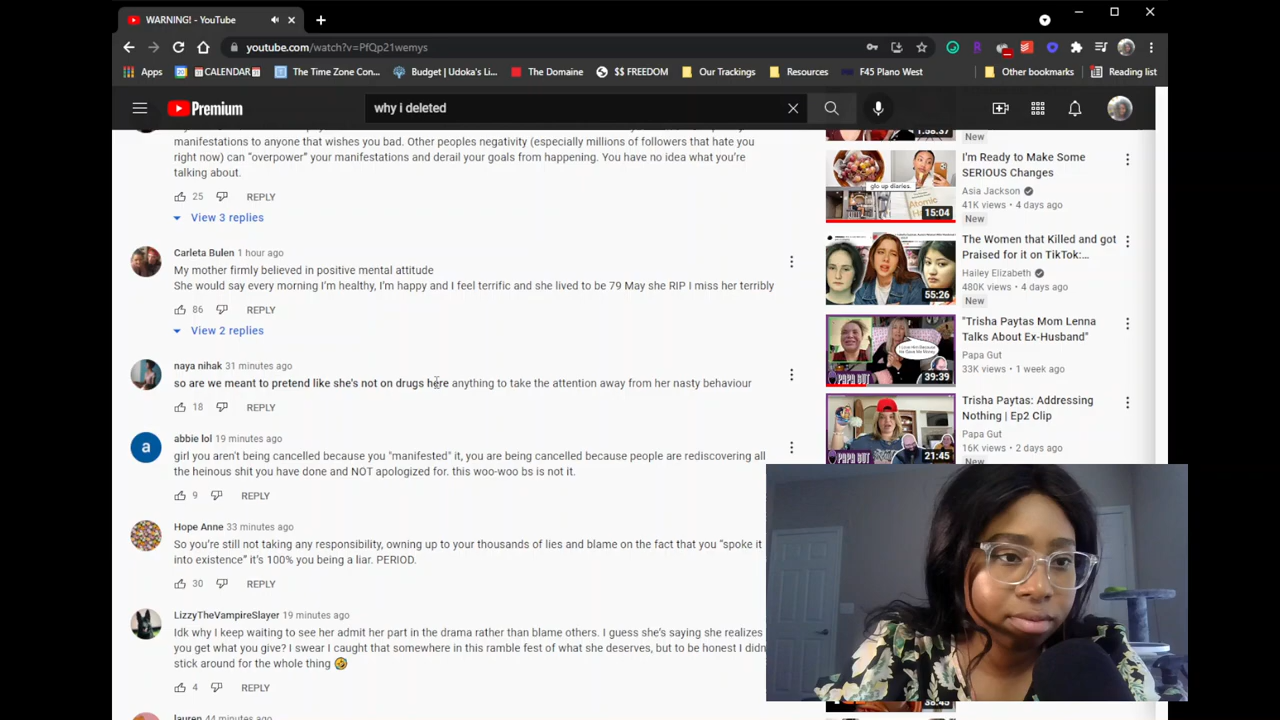 WARNING! - YouTube
youtube.com/watch?v=PfQp21wemys
Apps
CALENDAR
The Time Zone Con...
Budget | Udoka's Li...
The Domaine
$$ FREEDOM
Our Trackings
Resources
F45 Plano West
Other bookmarks
Reading list
Premium
why i deleted
manifestations to anyone that wishes you bad. Other peoples negativity (especially millions of followers that hate you
right now) can “overpower” your manifestations and derail your goals from happening. You have no idea what you’re
talking about.
25 REPLY
View 3 replies
Carleta Bulen 1 hour ago
My mother firmly believed in positive mental attitude
She would say every morning I'm healthy, I'm happy and I feel terrific and she lived to be 79 May she RIP I miss her terribly
86 REPLY
View 2 replies
naya nihak 31 minutes ago
so are we meant to pretend like she's not on drugs here anything to take the attention away from her nasty behaviour
18 REPLY
a
abbie lol 19 minutes ago
girl you aren't being cancelled because you "manifested" it, you are being cancelled because people are rediscovering all
the heinous shit you have done and NOT apologized for. this woo-woo bs is not it.
9 REPLY
Hope Anne 33 minutes ago
So you’re still not taking any responsibility, owning up to your thousands of lies and blame on the fact that you “spoke it
into existence” it’s 100% you being a liar. PERIOD.
30 REPLY
LizzyTheVampireSlayer 19 minutes ago
Idk why I keep waiting to see her admit her part in the drama rather than blame others. I guess she's saying she realizes
you get what you give? I swear I caught that somewhere in this ramble fest of what she deserves, but to be honest I didn
stick around for the whole thing 🤣
4 REPLY
lauren 44 minutes ago
1:58:37
New
glo up diaries.
Atomic
15:04
I'm Ready to Make Some
SERIOUS Changes
Asia Jackson
41K views • 4 days ago
New
55:26
The Women that Killed and got
Praised for it on TikTok:...
Hailey Elizabeth
480K views • 4 days ago
New
39:39
"Trisha Paytas Mom Lenna
Talks About Ex-Husband"
Papa Gut
33K views • 1 week ago
PAPA GUT
21:45
Trisha Paytas: Addressing
Nothing | Ep2 Clip
Papa Gut
16K views • 2 days ago
New
38:45